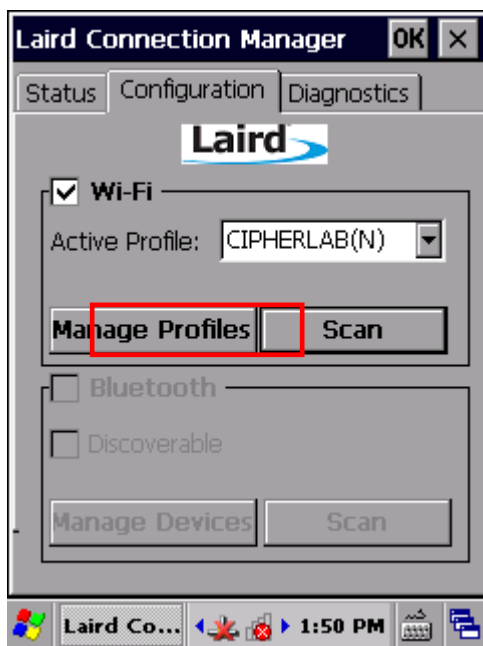 Laird Connection Manager OK ×
Status Configuration Diagnostics
Laird
Wi-Fi
Active Profile: CIPHERLAB(N)
Manage Profiles Scan
Bluetooth
Discoverable
Manage Devices Scan
Laird Co... 1:50 PM